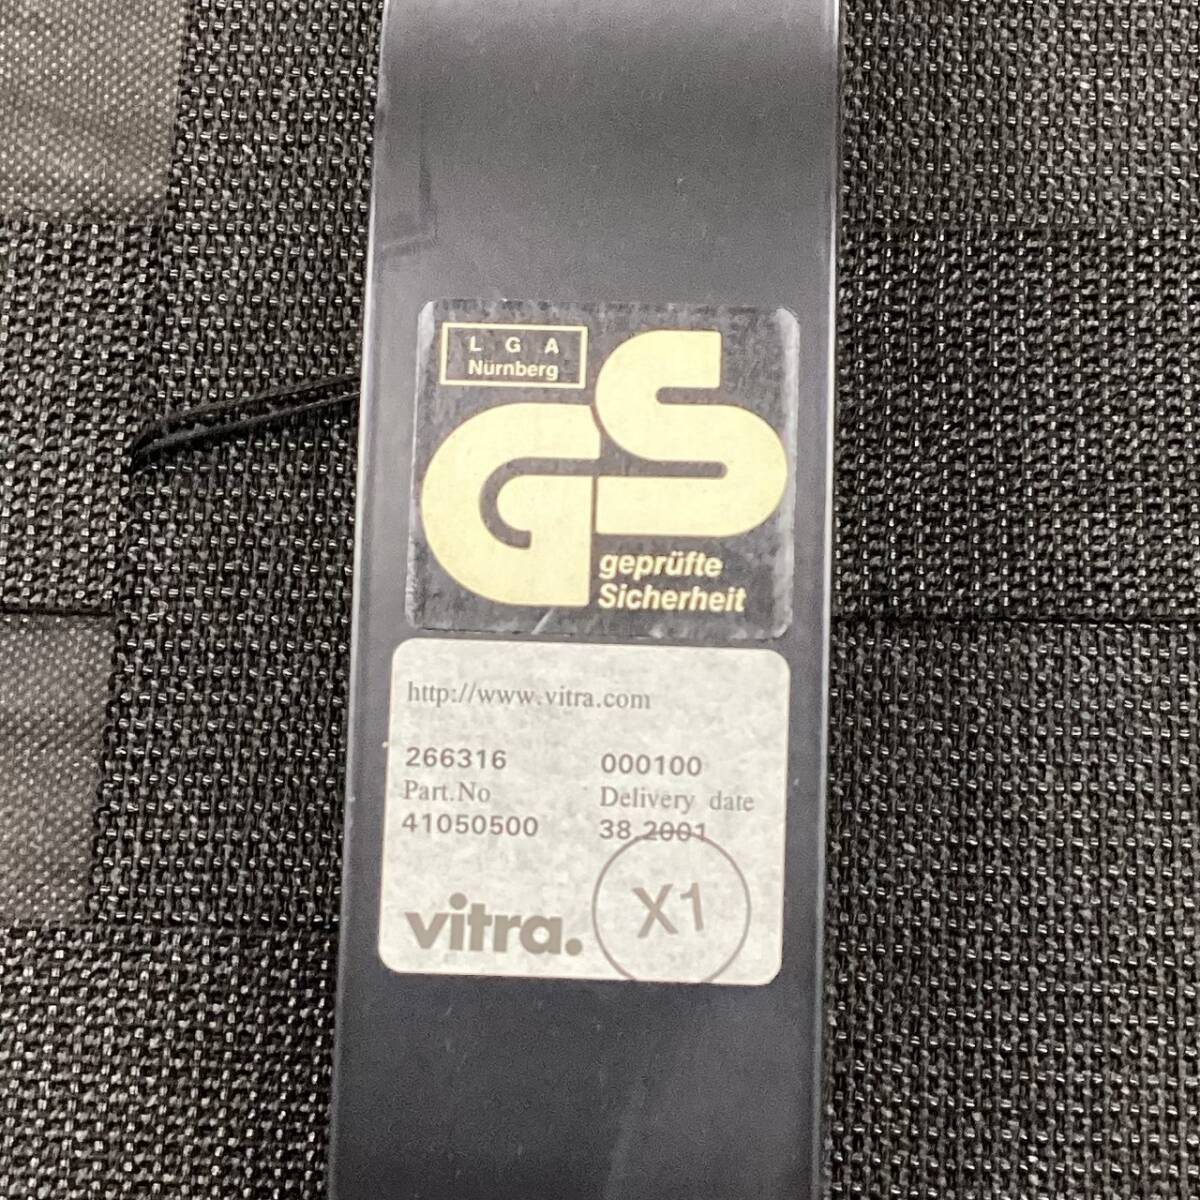 L G A
Nürnberg
GS
geprüfte
Sicherheit
http://www.vitra.com
266316 000100
Part.No Delivery date
41050500 38.2001
vitra. X1